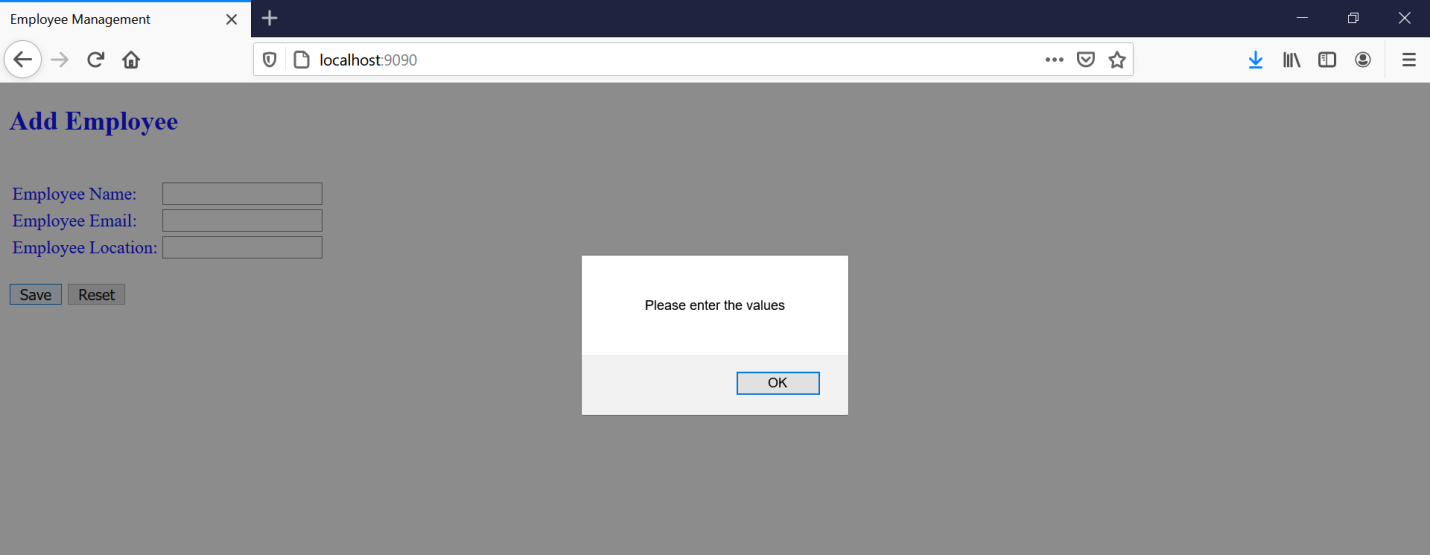 Employee Management
localhost:9090
Add Employee
Employee Name:
Employee Email:
Employee Location:
Save Reset
Please enter the values
OK